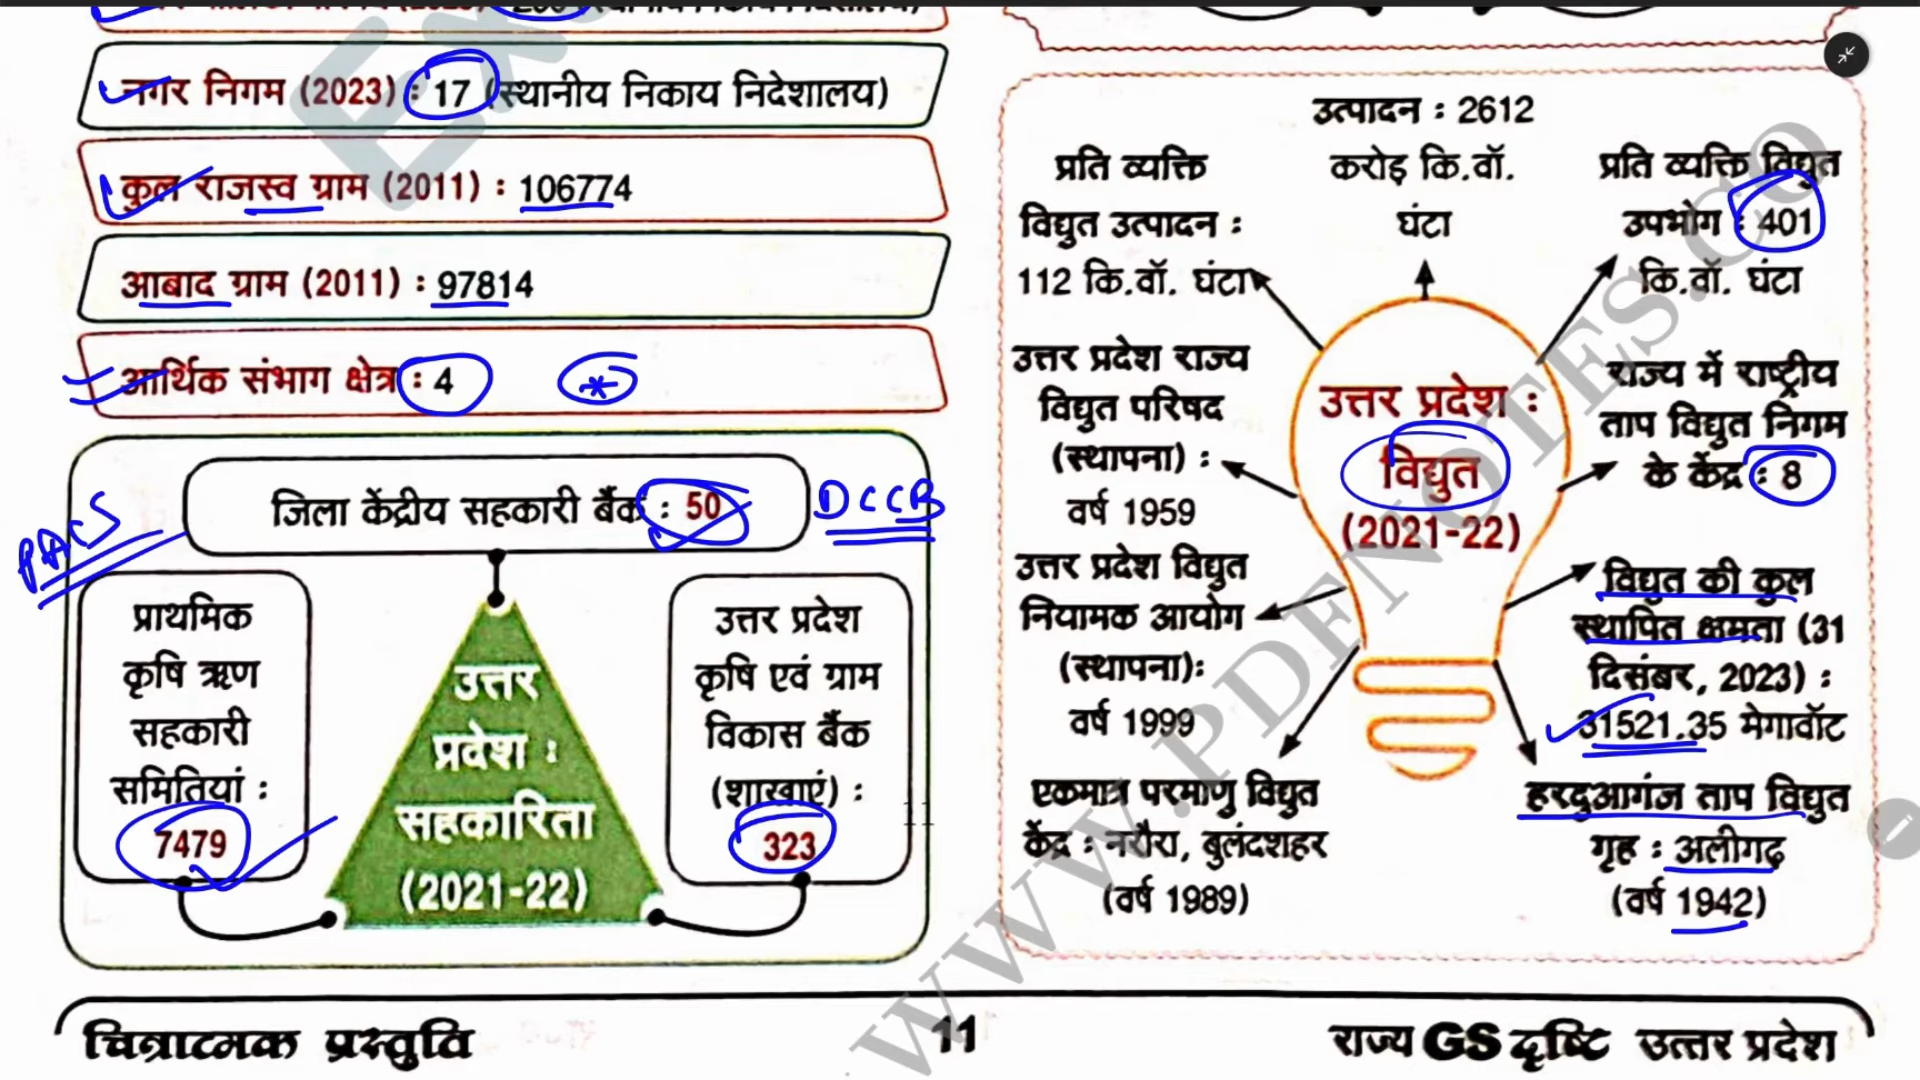 नगर निगम (2023) : 17 (स्थानीय निकाय निदेशालय)
कुल राजस्व ग्राम (2011) : 106774
आबाद ग्राम (2011) : 97814
आर्थिक संभाग क्षेत्र : 4
*
जिला केंद्रीय सहकारी बैंक : 50
DCCB
PACS
प्राथमिक
कृषि ऋण
सहकारी
समितियां :
7479
उत्तर
प्रदेश :
सहकारिता
(2021-22)
उत्तर प्रदेश
कृषि एवं ग्राम
विकास बैंक
(शाखाएं) :
323
उत्पादन : 2612
करोड़ कि.वॉ.
घंटा
प्रति व्यक्ति
विद्युत उत्पादन :
112 कि.वॉ. घंटा
प्रति व्यक्ति विद्युत
उपभोग : 401
कि.वॉ. घंटा
उत्तर प्रदेश राज्य
विद्युत परिषद
(स्थापना) :
वर्ष 1959
उत्तर प्रदेश :
विद्युत
(2021-22)
राज्य में राष्ट्रीय
ताप विद्युत निगम
के केंद्र : 8
उत्तर प्रदेश विद्युत
नियामक आयोग
(स्थापना):
वर्ष 1999
विद्युत की कुल
स्थापित क्षमता (31
दिसंबर, 2023) :
31521.35 मेगावॉट
एकमात्र परमाणु विद्युत
केंद्र : नरौरा, बुलंदशहर
(वर्ष 1989)
हरदुआगंज ताप विद्युत
गृह : अलीगढ़
(वर्ष 1942)
WWW.PDFNOTES.CO
चित्रात्मक प्रस्तुति
11
राज्य GS दृष्टि उत्तर प्रदेश